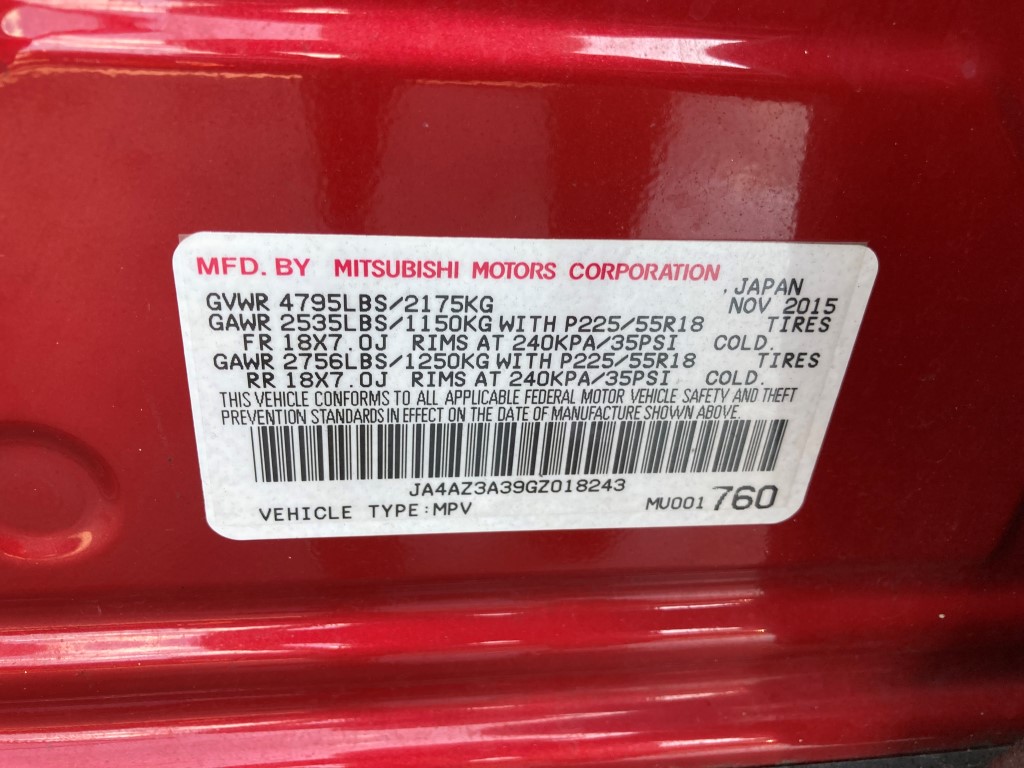 MFD. BY MITSUBISHI MOTORS CORPORATION
. JAPAN
GVWR 4795LBS/2175KG NOV 2015
GAWR 2535LBS/1150KG WITH P225/55R18 TIRES
FR 18X7.0J RIMS AT 240KPA/35PSI COLD.
GAWR 2756LBS/1250KG WITH P225/55R18 TIRES
RR 18X7.0J RIMS AT 240KPA/35PSI COLD.
THIS VEHICLE CONFORMS TO ALL APPLICABLE FEDERAL MOTOR VEHICLE SAFETY AND THEFT
PREVENTION STANDARDS IN EFFECT ON THE DATE OF MANUFACTURE SHOWN ABOVE.
JA4AZ3A39GZ018243
VEHICLE TYPE:MPV MU001 760